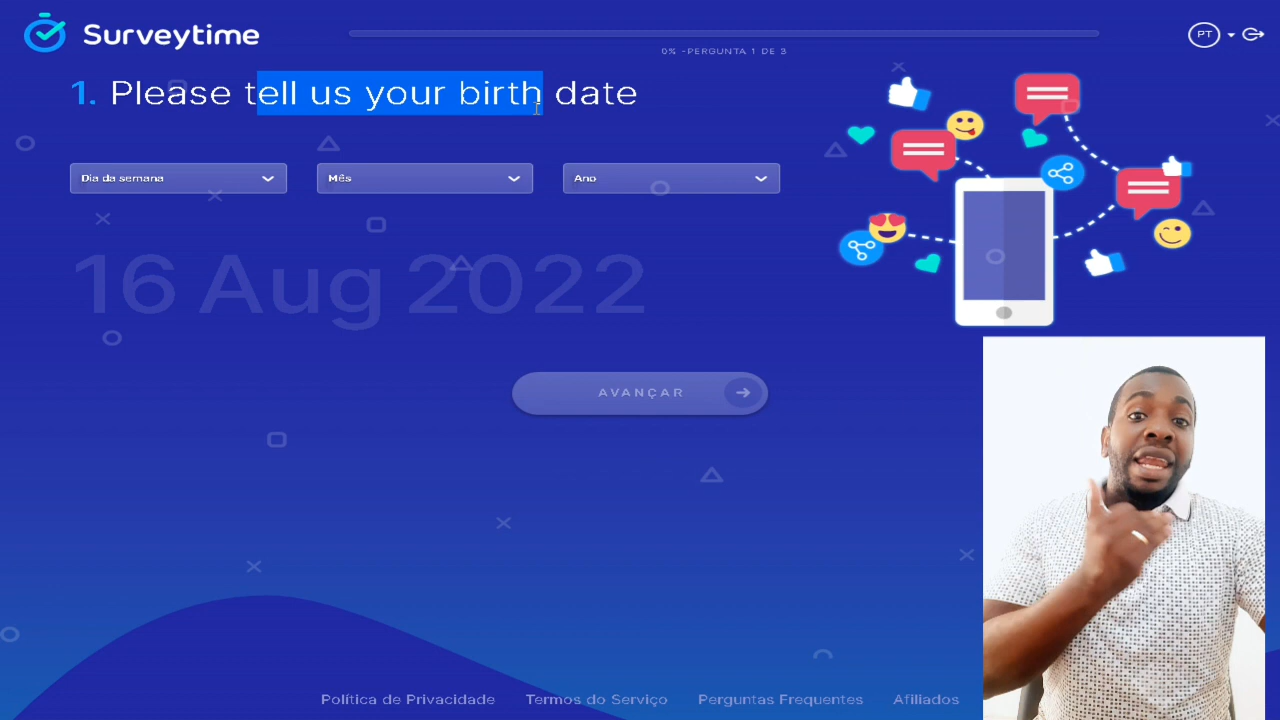 Surveytime
0% -PERGUNTA 1 DE 3
PT
1. Please tell us your birth date
Dia da semana
Mês
Ano
16 Aug 2022
AVANÇAR
Política de Privacidade
Termos do Serviço
Perguntas Frequentes
Afiliados